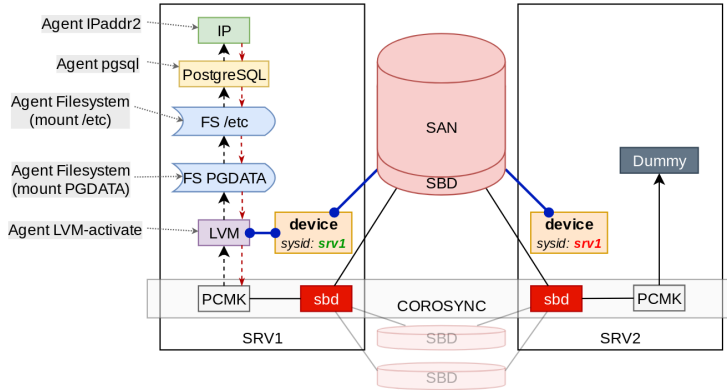 Agent IPaddr2
IP
Agent pgsql
PostgreSQL
Agent Filesystem
(mount /etc)
FS /etc
SAN
SBD
Dummy
Agent Filesystem
(mount PGDATA)
FS PGDATA
Agent LVM-activate
LVM
device
sysid: srv1
device
sysid: srv1
PCMK
sbd
COROSYNC
sbd
PCMK
SRV1
SBD
SRV2
SBD